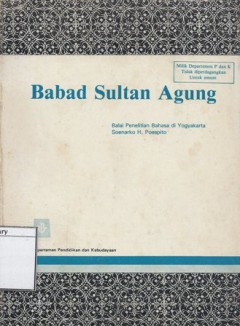 Milik Departemen P dan K
Tidak diperdagangkan
Untuk umum
Babad Sultan Agung
Balai Penelitian Bahasa di Yogyakarta
Soenarko H. Poespito
Departemen Pendidikan dan Kebudayaan